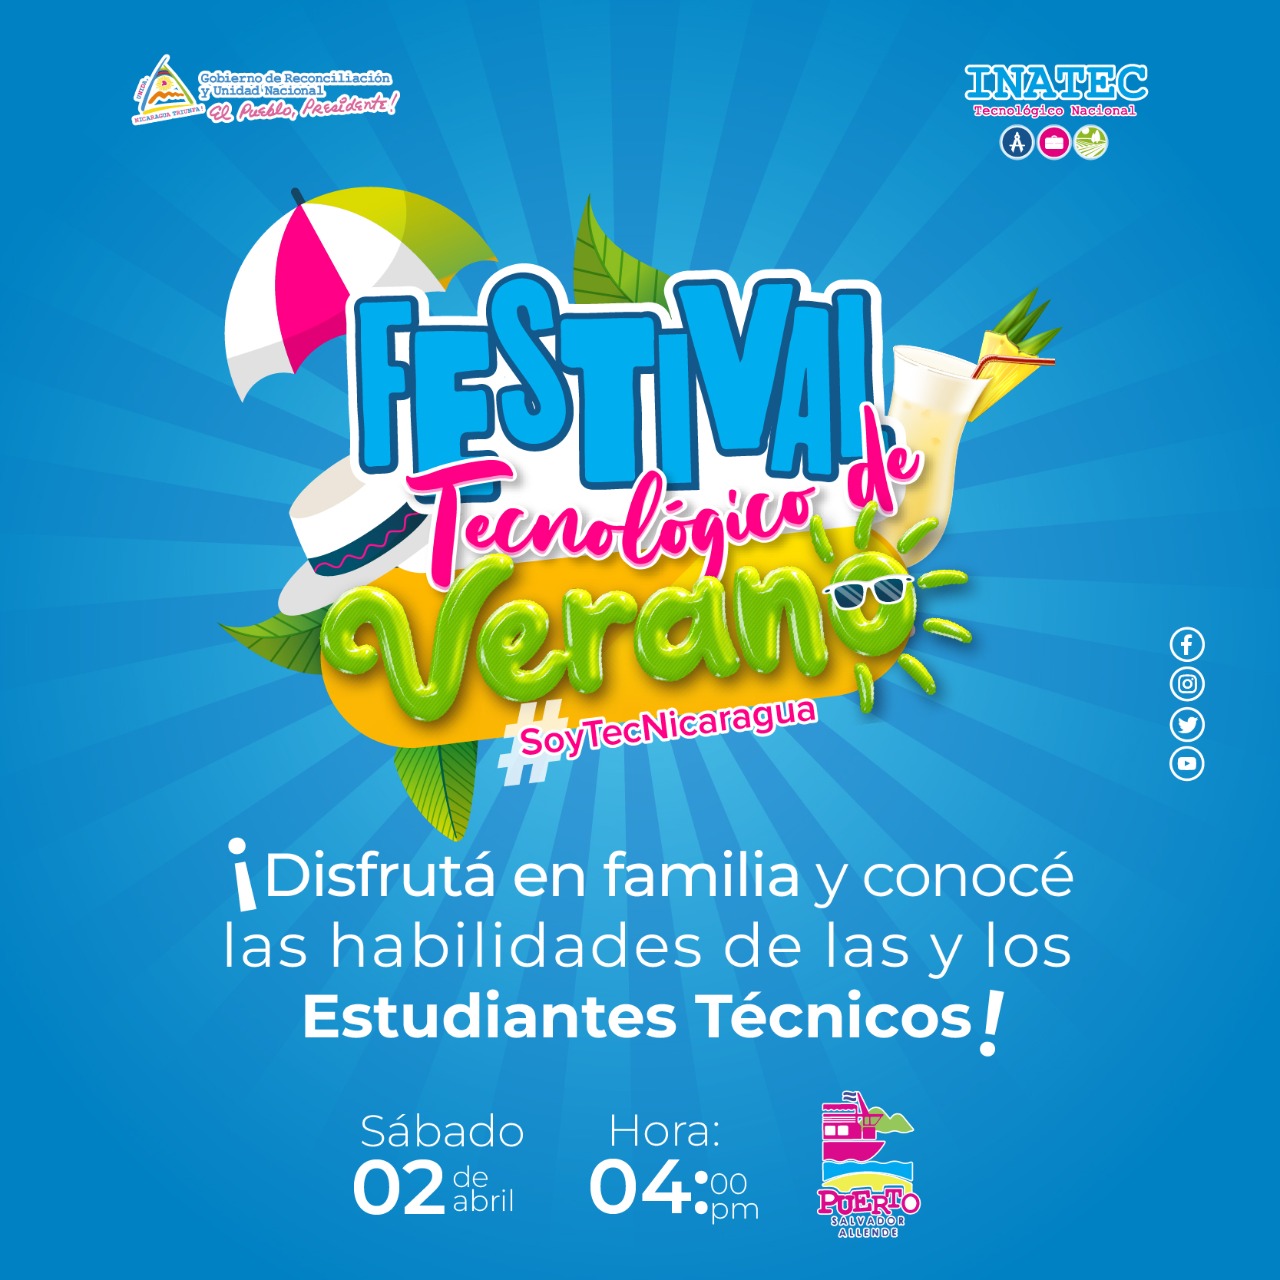 Gobierno de Reconciliación
y Unidad Nacional
El Pueblo, Presidente!
UNIDA,
NICARAGUA TRIUNFA!
INATEC
Tecnológico Nacional
FESTIVAL
Tecnológico de
Verano
#SoyTecNicaragua
¡Disfrutá en familia y conocé
las habilidades de las y los
Estudiantes Técnicos!
Sábado
02 de abril
Hora:
04:00 pm
PUERTO
SALVADOR
ALLENDE